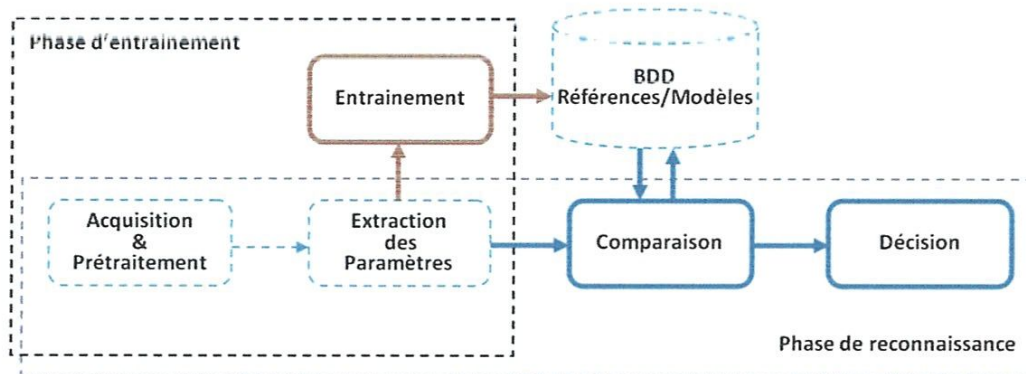 Phase d'entrainement
Entrainement
BDD
Références/Modèles
Acquisition
&
Prétraitement
Extraction
des
Paramètres
Comparaison
Décision
Phase de reconnaissance